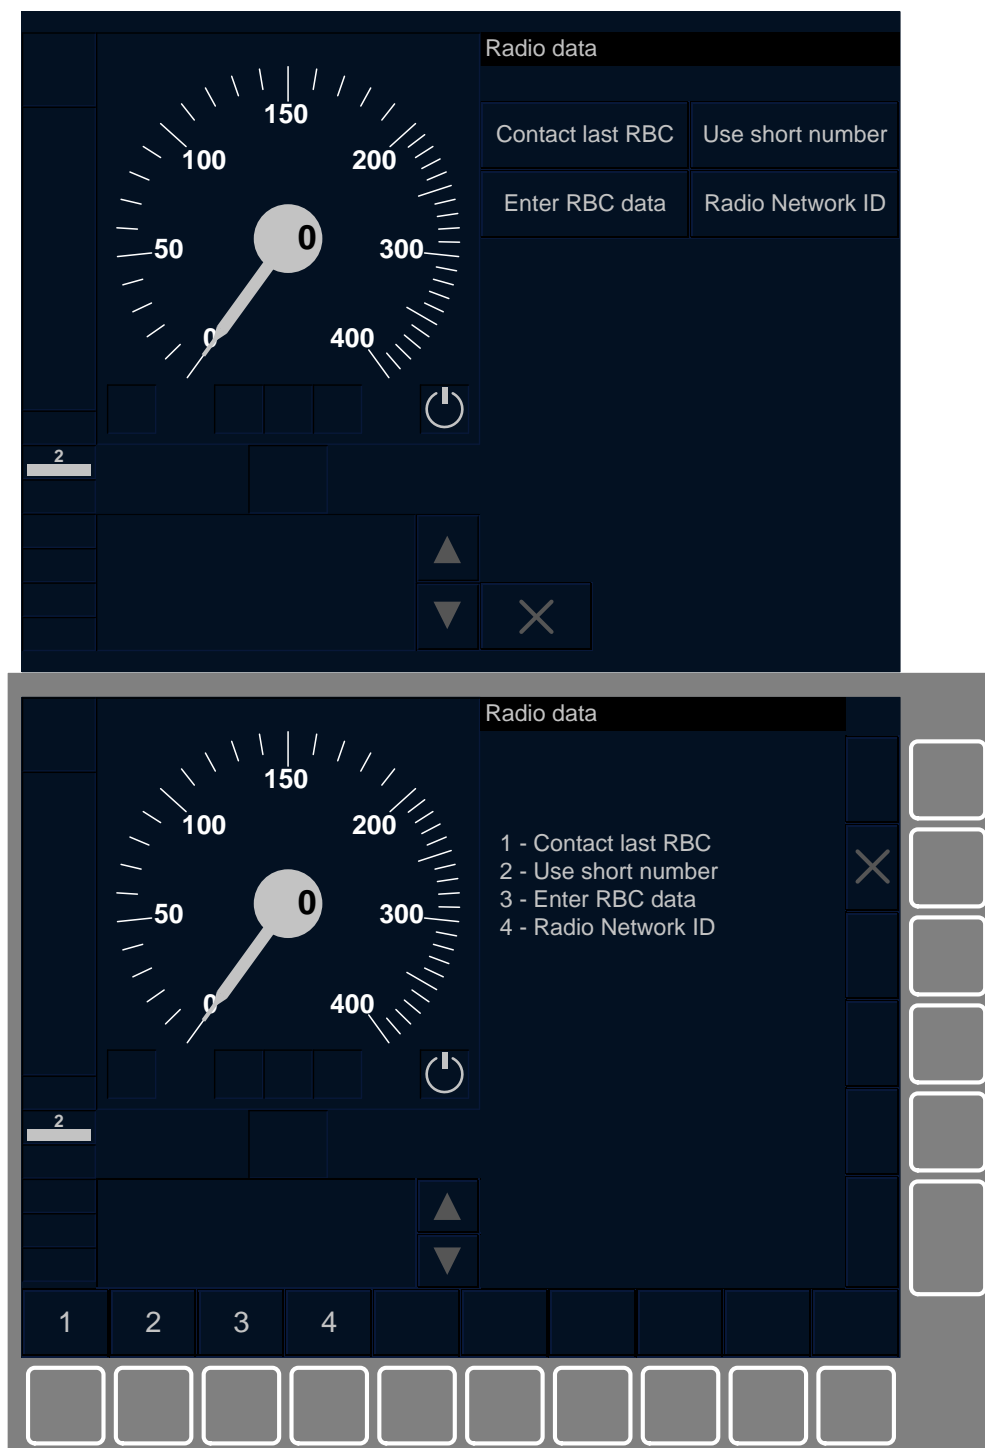 Radio data
150
100
200
Contact last RBC
Use short number
Enter RBC data
Radio Network ID
0
50
300
0
400
2
Radio data
150
100
200
1 - Contact last RBC
2 - Use short number
3 - Enter RBC data
4 - Radio Network ID
0
50
300
0
400
2
1 2 3 4